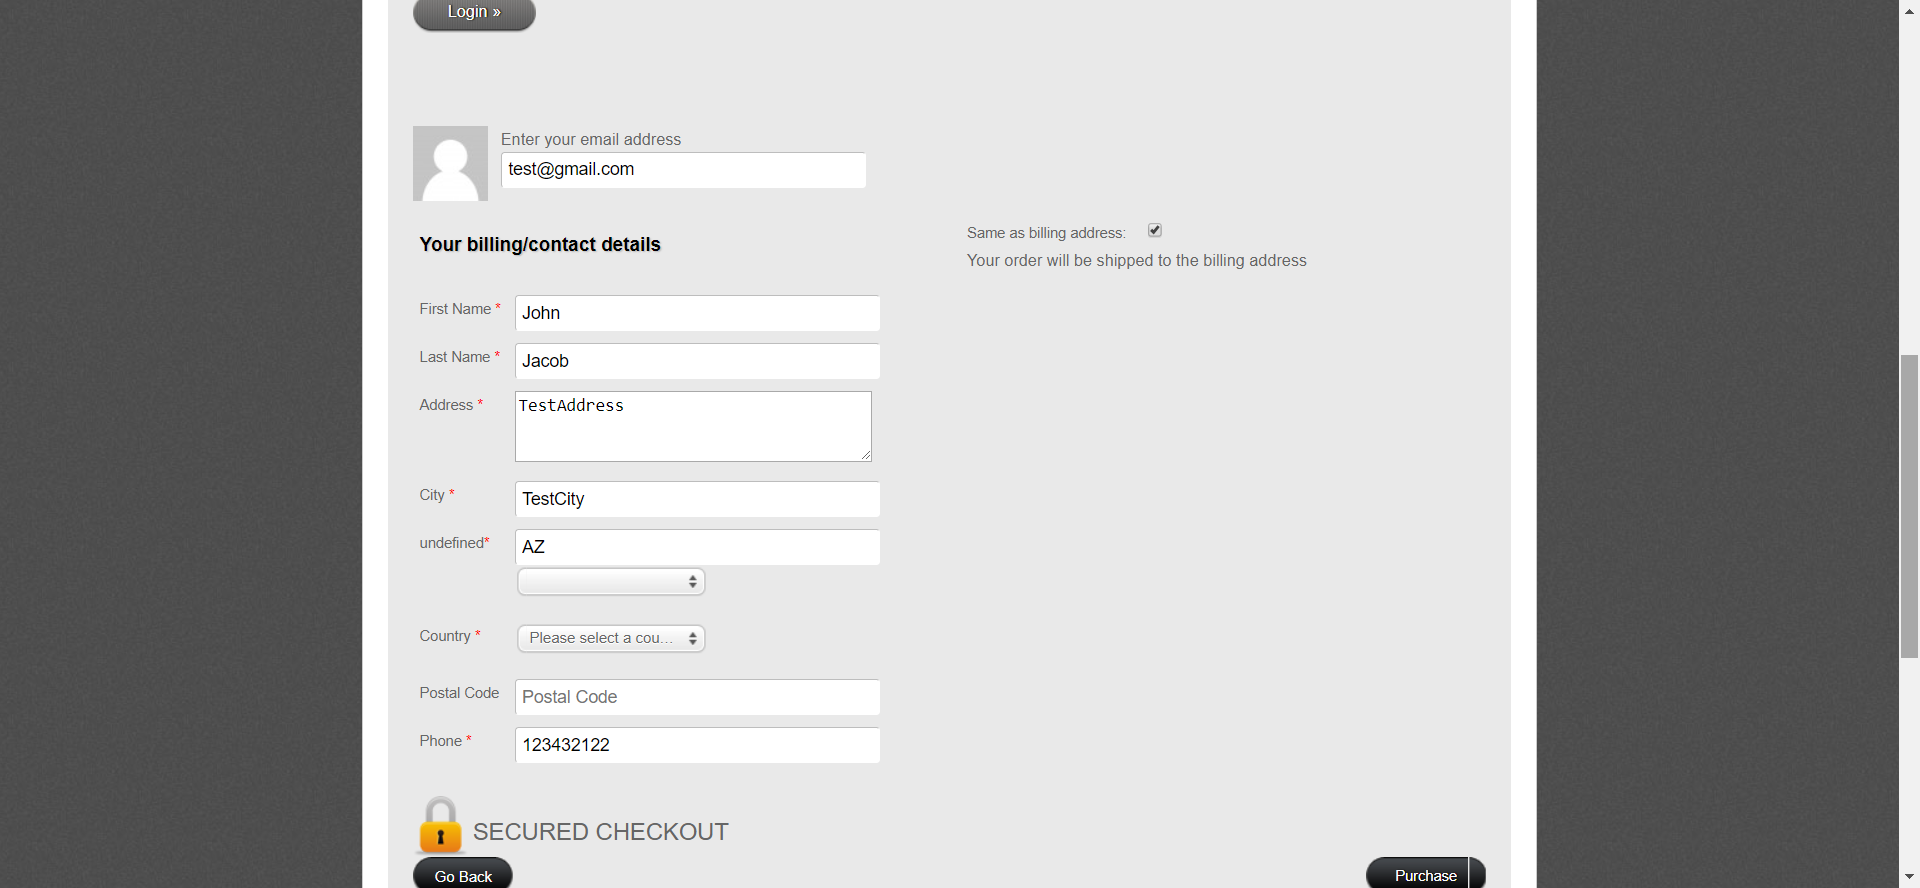 Login »
Enter your email address
test@gmail.com
Your billing/contact details
Same as billing address:
Your order will be shipped to the billing address
First Name * John
Last Name * Jacob
Address * TestAddress
City * TestCity
undefined* AZ
Country * Please select a cou...
Postal Code Postal Code
Phone * 123432122
SECURED CHECKOUT
Go Back Purchase